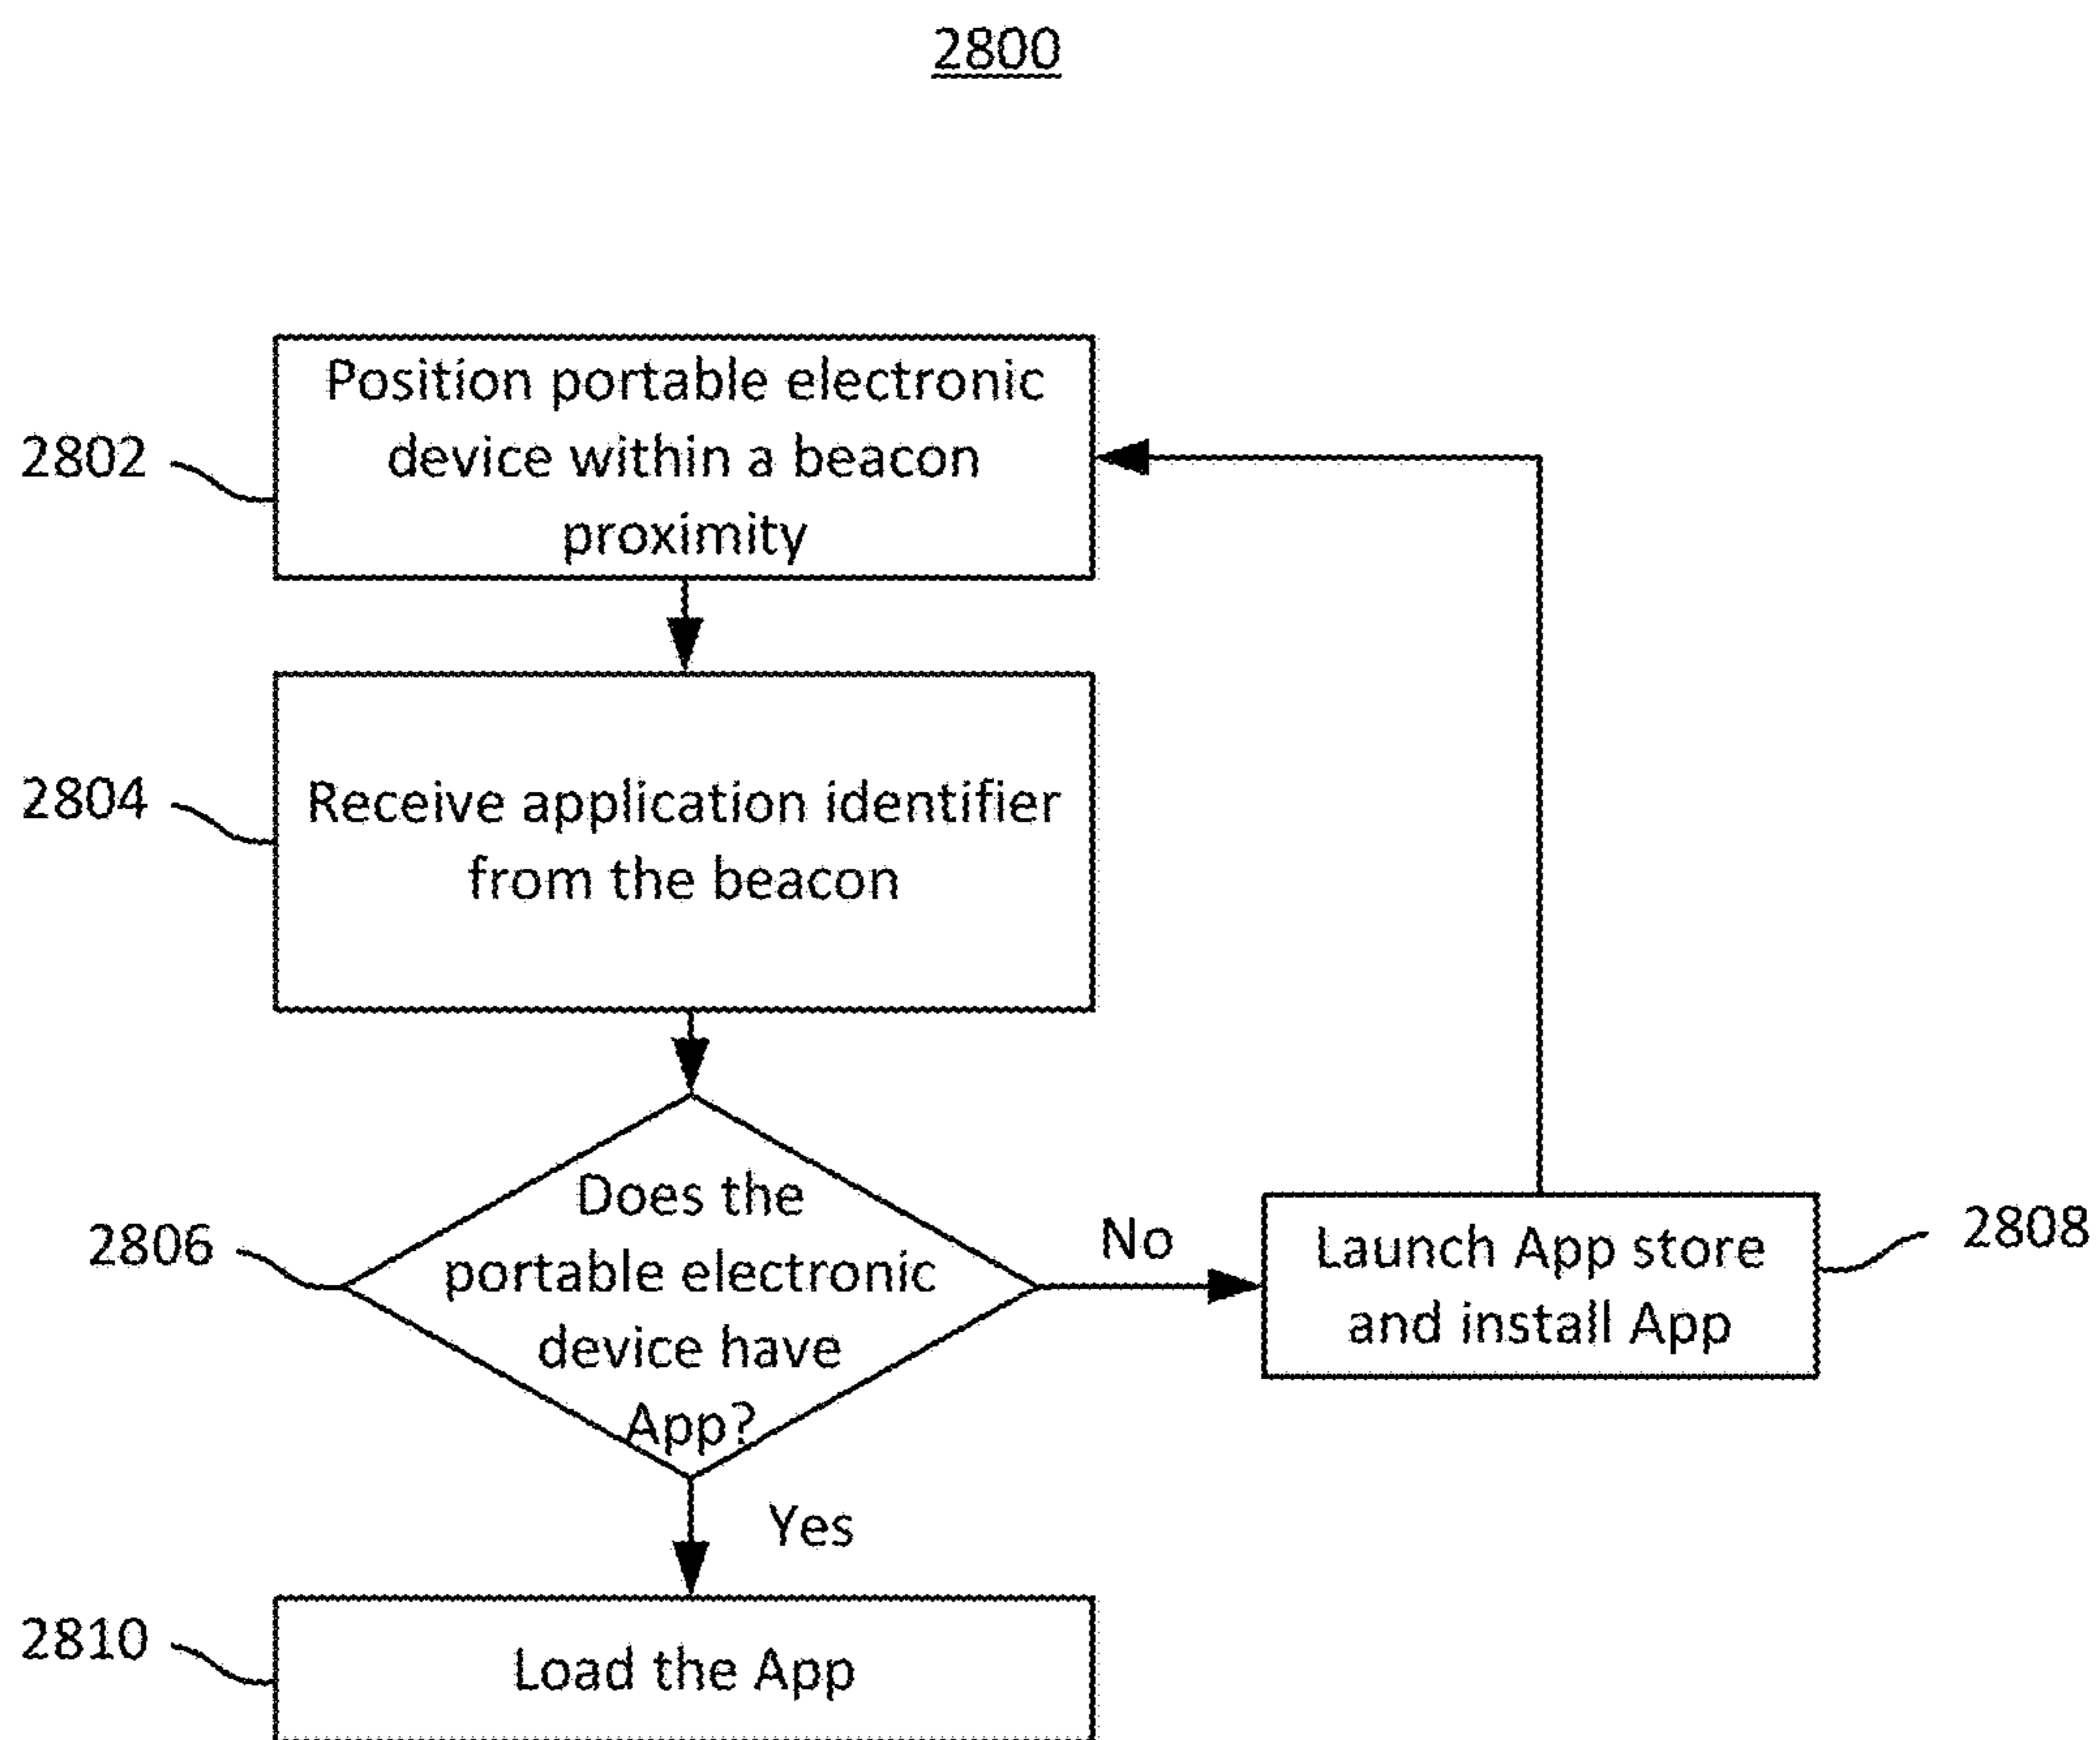 2800
2802
Position portable electronic
device within a beacon
proximity
2804
Receive application identifier
from the beacon
2806
Does the
portable electronic
device have
App?
No
Launch App store
and install App
2808
Yes
2810
Load the App